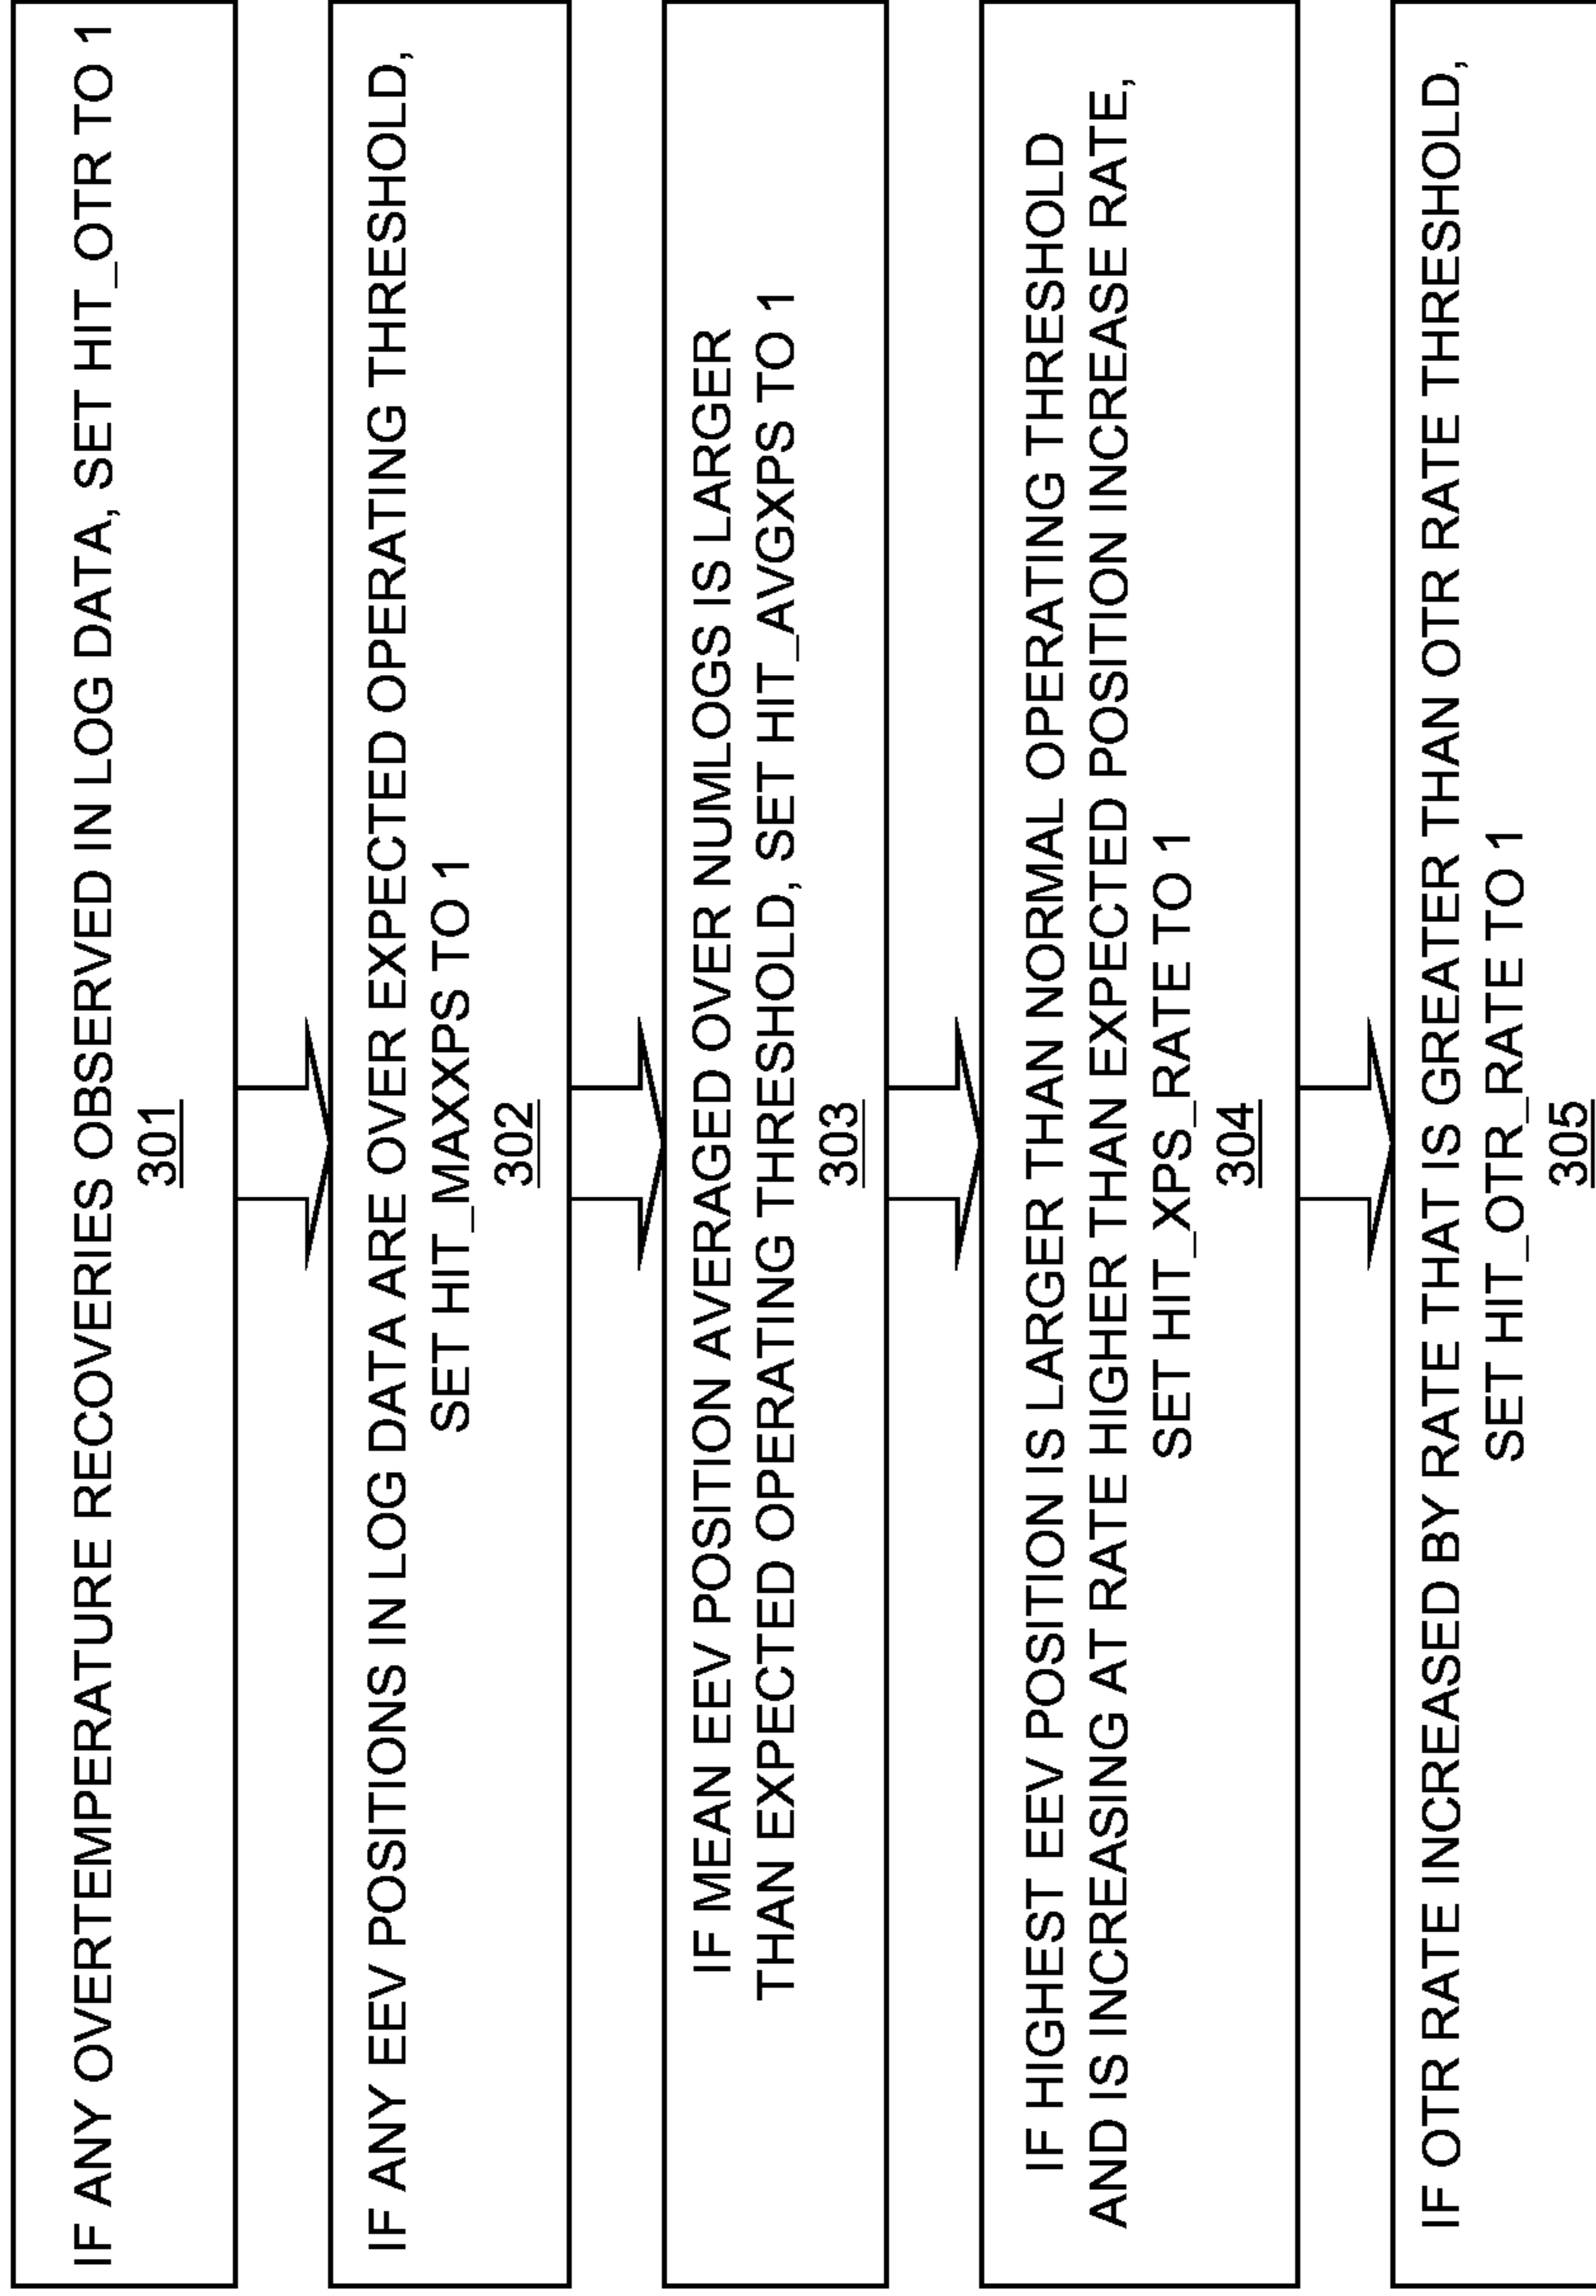 IF ANY OVERTEMPERATURE RECOVERIES OBSERVED IN LOG DATA, SET HIT_OTR TO 1
301
IF ANY EEV POSITIONS IN LOG DATA ARE OVER EXPECTED OPERATING THRESHOLD,
SET HIT_MAXXPS TO 1
302
IF MEAN EEV POSITION AVERAGED OVER NUMLOGS IS LARGER
THAN EXPECTED OPERATING THRESHOLD, SET HIT_AVGXPS TO 1
303
IF HIGHEST EEV POSITION IS LARGER THAN NORMAL OPERATING THRESHOLD
AND IS INCREASING AT RATE HIGHER THAN EXPECTED POSITION INCREASE RATE,
SET HIT_XPS_RATE TO 1
304
IF OTR RATE INCREASED BY RATE THAT IS GREATER THAN OTR RATE THRESHOLD,
SET HIT_OTR_RATE TO 1
305